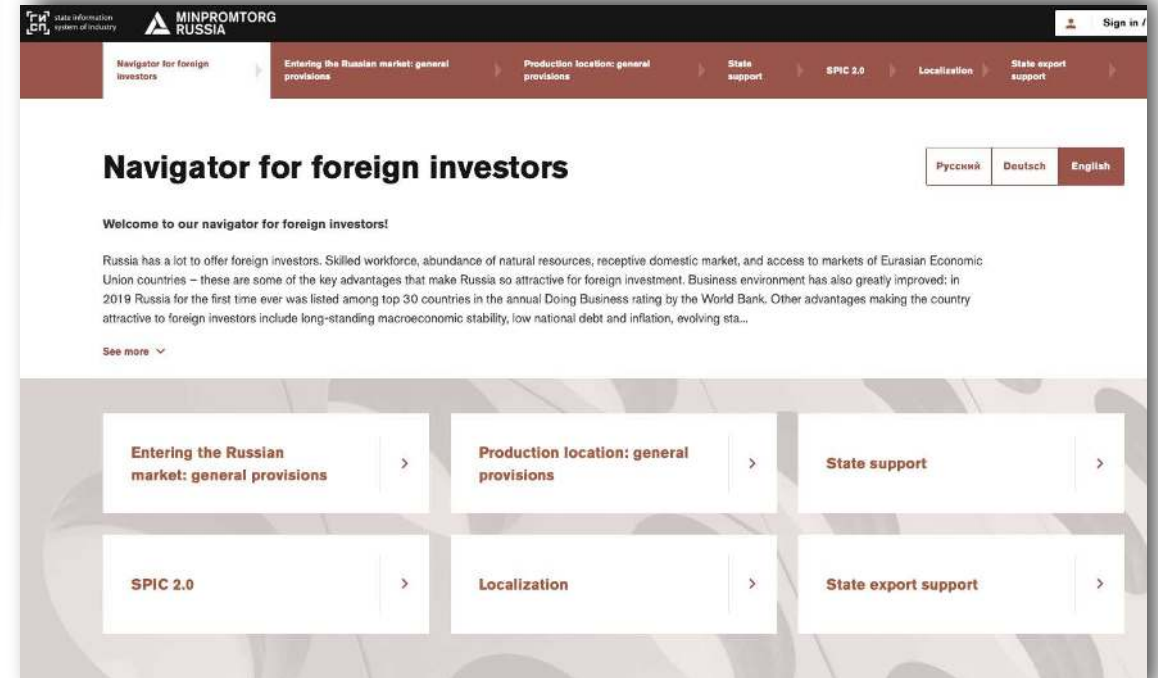 ГИ
СП
state information
system of industry
MINPROMTORG
RUSSIA
Sign in /
Navigator for foreign
investors
Entering the Russian market: general
provisions
Production location: general
provisions
State
support
SPIC 2.0
Localization
State export
support
Navigator for foreign investors
Русский
Deutsch
English
Welcome to our navigator for foreign investors!
Russia has a lot to offer foreign investors. Skilled workforce, abundance of natural resources, receptive domestic market, and access to markets of Eurasian Economic
Union countries – these are some of the key advantages that make Russia so attractive for foreign investment. Business environment has also greatly improved: in
2019 Russia for the first time ever was listed among top 30 countries in the annual Doing Business rating by the World Bank. Other advantages making the country
attractive to foreign investors include long-standing macroeconomic stability, low national debt and inflation, evolving sta...
See more
Entering the Russian
market: general provisions
Production location: general
provisions
State support
SPIC 2.0
Localization
State export support